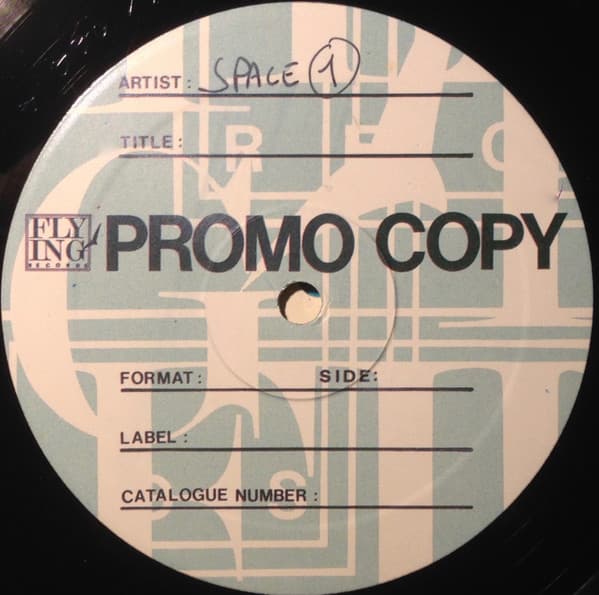 ARTIST: SPACE 1
TITLE:
FLY
ING
RECORDS
PROMO COPY
FORMAT: SIDE:
LABEL:
CATALOGUE NUMBER: